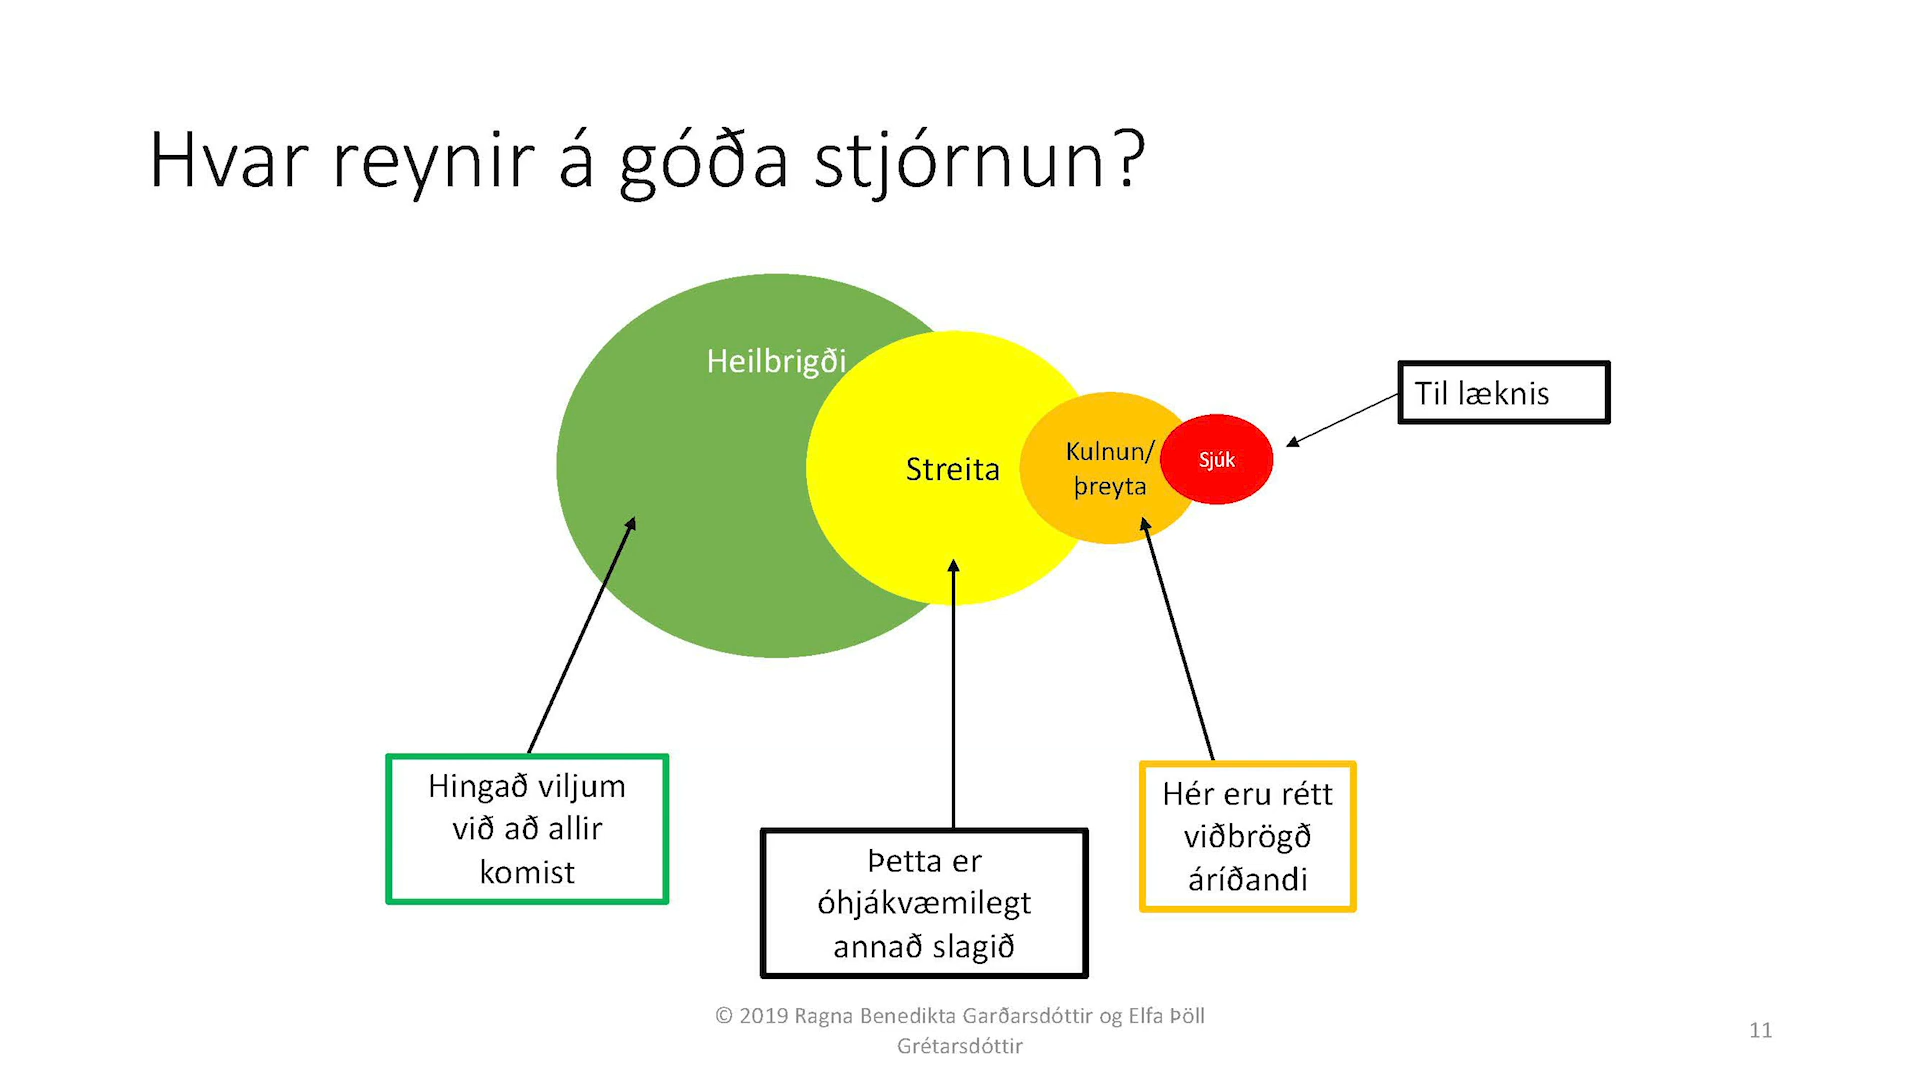 Hvar reynir á góða stjórnun?
Heilbrigði
Streita
Kulnun/
þreyta
Sjúk
Til læknis
Hingað viljum
við að allir
komist
Þetta er
óhjákvæmilegt
annað slagið
Hér eru rétt
viðbrögð
áríðandi
© 2019 Ragna Benedikta Garðarsdóttir og Elfa Þöll
Grétarsdóttir
11